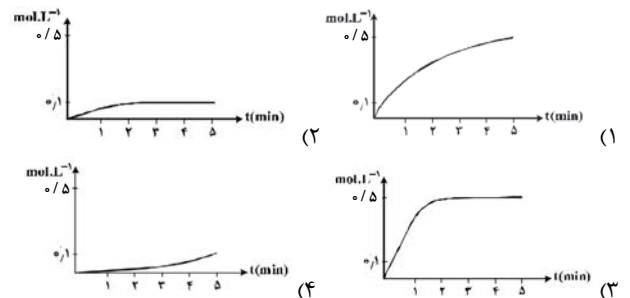 mol.L⁻¹
۰/۵
۰/۱
۱ ۲ ۳ ۴ ۵
t(min)
(۱
mol.L⁻¹
۰/۵
۰/۱
۱ ۲ ۳ ۴ ۵
t(min)
(۲
mol.L⁻¹
۰/۵
۰/۱
۱ ۲ ۳ ۴ ۵
t(min)
(۳
mol.L⁻¹
۰/۵
۰/۱
۱ ۲ ۳ ۴ ۵
t(min)
(۴